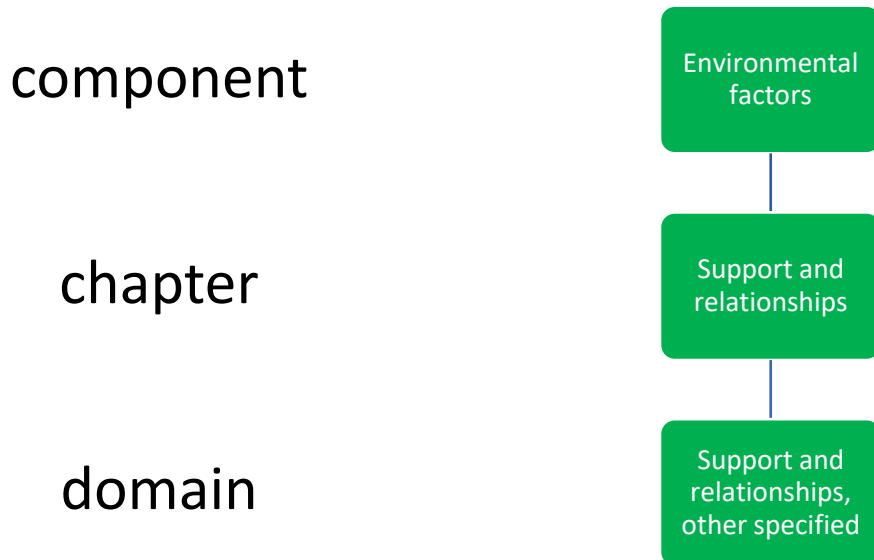 component
Environmental
factors
chapter
Support and
relationships
domain
Support and
relationships,
other specified